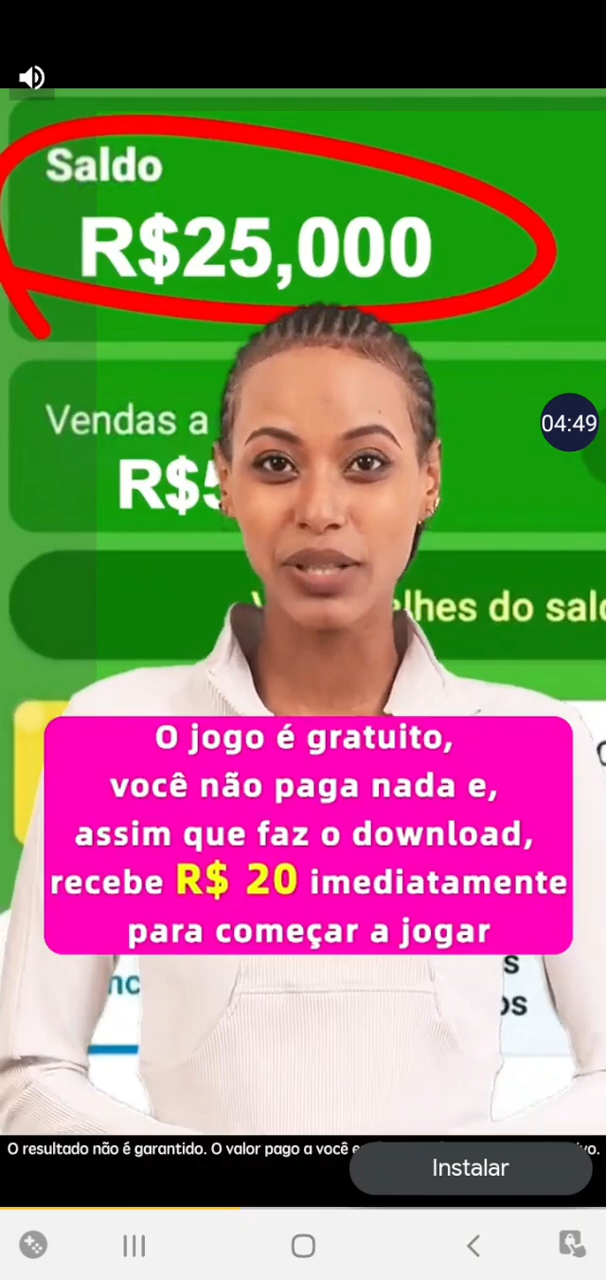 Saldo
R$25,000
Vendas a
04:49
do
O jogo é gratuito,
você não paga nada e,
assim que faz o download,
recebe R$ 20 imediatamente
para começar a jogar
O resultado não é garantido. O valor pago a você
Instalar